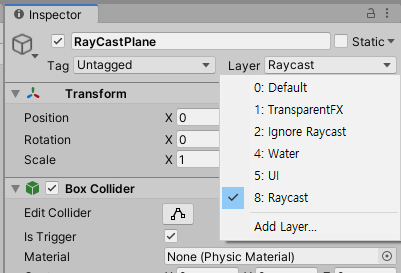 Inspector
RayCastPlane
Static
Tag Untagged Layer Raycast
0: Default
1: TransparentFX
2: Ignore Raycast
4: Water
5: UI
8: Raycast
Add Layer...
Transform
Position X 0
Rotation X 0
Scale X 1
Box Collider
Edit Collider
Is Trigger
Material None (Physic Material)